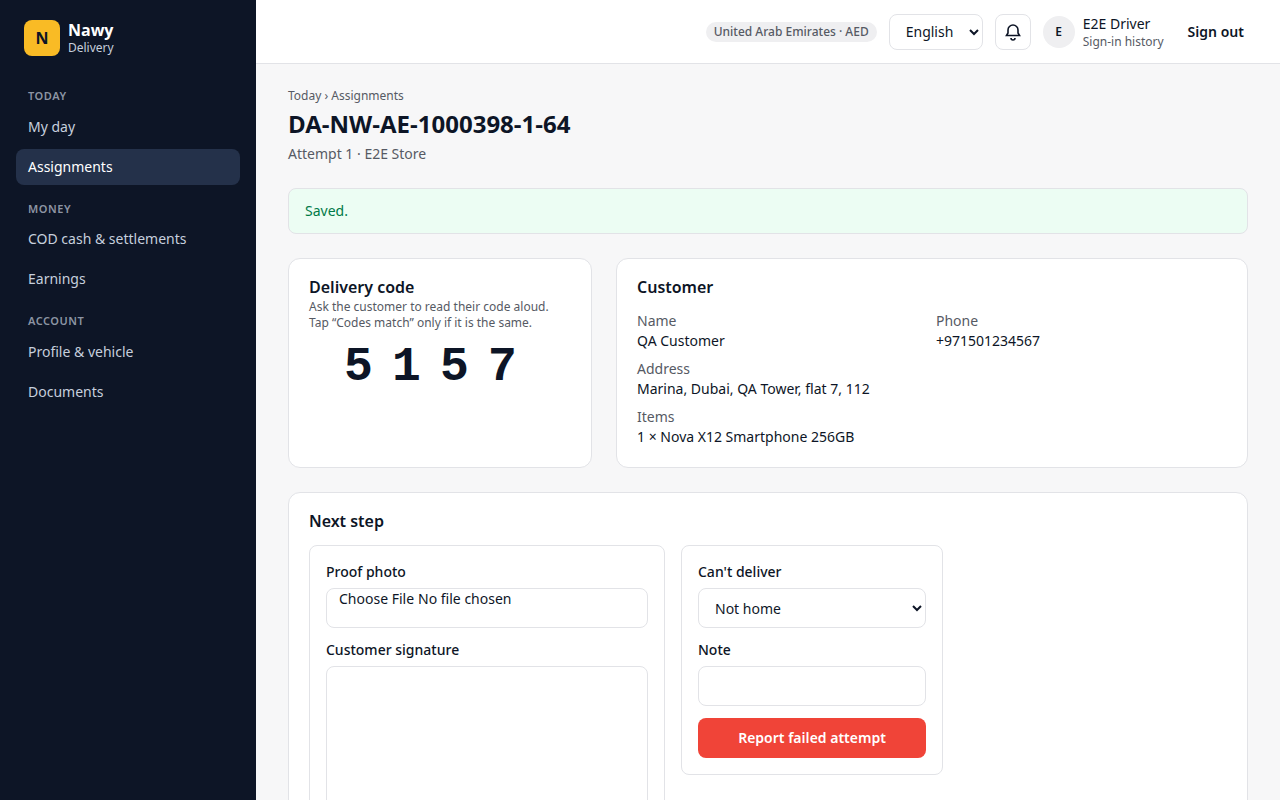 N
Nawy
Delivery
TODAY
My day
Assignments
MONEY
COD cash & settlements
Earnings
ACCOUNT
Profile & vehicle
Documents
United Arab Emirates · AED
English
E
E2E Driver
Sign-in history
Sign out
Today › Assignments
DA-NW-AE-1000398-1-64
Attempt 1 · E2E Store
Saved.
Delivery code
Ask the customer to read their code aloud.
Tap “Codes match” only if it is the same.
5157
Customer
Name
QA Customer
Phone
+971501234567
Address
Marina, Dubai, QA Tower, flat 7, 112
Items
1 × Nova X12 Smartphone 256GB
Next step
Proof photo
Choose File No file chosen
Customer signature
Can't deliver
Not home
Note
Report failed attempt